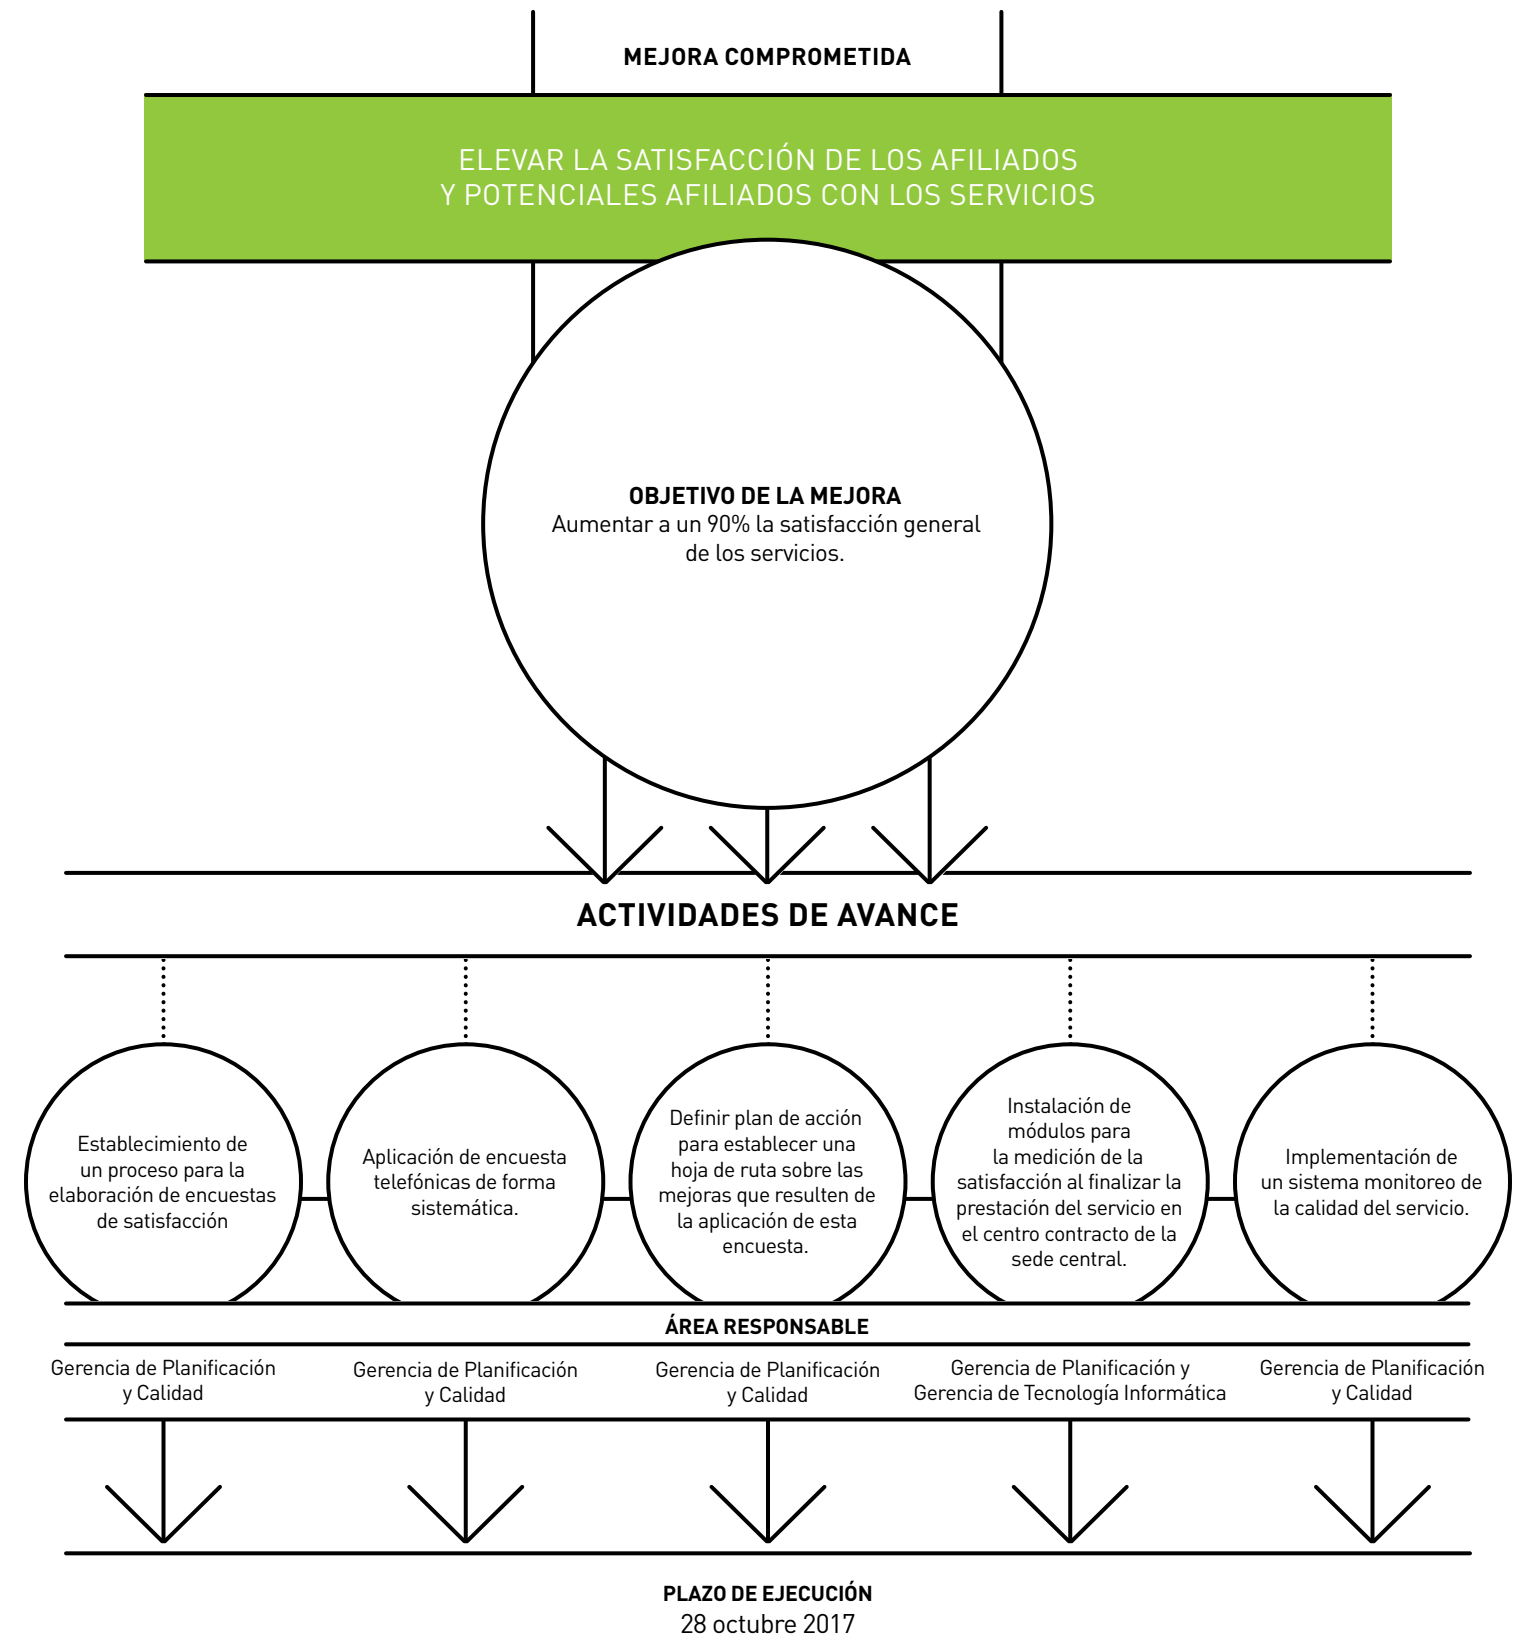 MEJORA COMPROMETIDA
ELEVAR LA SATISFACCIÓN DE LOS AFILIADOS
Y POTENCIALES AFILIADOS CON LOS SERVICIOS
OBJETIVO DE LA MEJORA
Aumentar a un 90% la satisfacción general
de los servicios.
ACTIVIDADES DE AVANCE
Establecimiento de
un proceso para la
elaboración de encuestas
de satisfacción
Aplicación de encuesta
telefónicas de forma
sistemática.
Definir plan de acción
para establecer una
hoja de ruta sobre las
mejoras que resulten de
la aplicación de esta
encuesta.
Instalación de
módulos para
la medición de la
satisfacción al finalizar la
prestación del servicio en
el centro contracto de la
sede central.
Implementación de
un sistema monitoreo de
la calidad del servicio.
ÁREA RESPONSABLE
Gerencia de Planificación
y Calidad
Gerencia de Planificación
y Calidad
Gerencia de Planificación
y Calidad
Gerencia de Planificación y
Gerencia de Tecnología Informática
Gerencia de Planificación
y Calidad
PLAZO DE EJECUCIÓN
28 octubre 2017